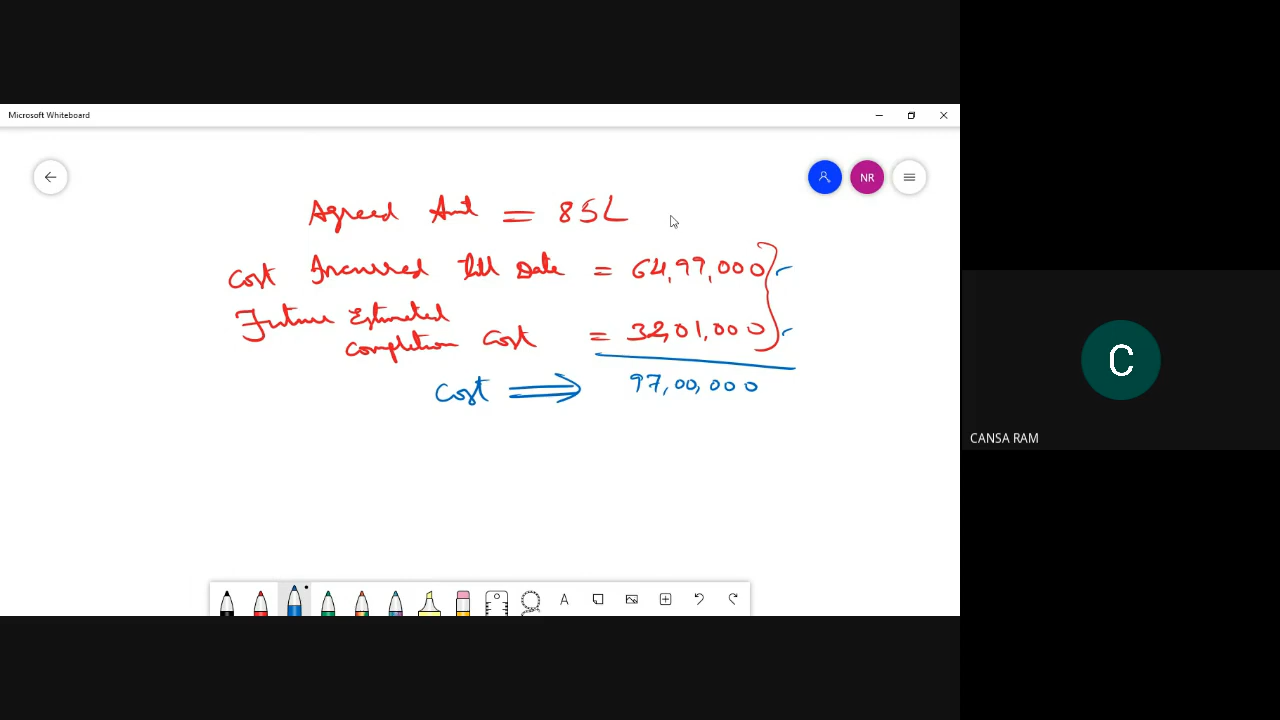 Microsoft Whiteboard
NR
Agreed Amt = 85L
Cost Incurred till Date = 64,99,000
Future Estimated
completion cost = 32,01,000
Cost ⟹ 97,00,000
C
CANSA RAM
A